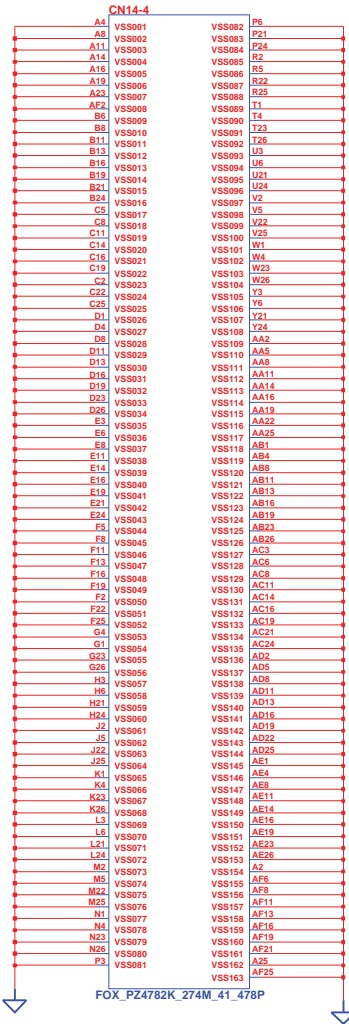 CN14-4
A4 VSS001 VSS082 P6
A8 VSS002 VSS083 P21
A11 VSS003 VSS084 P24
A14 VSS004 VSS085 R2
A16 VSS005 VSS086 R5
A19 VSS006 VSS087 R22
A23 VSS007 VSS088 R25
AF2 VSS008 VSS089 T1
B6 VSS009 VSS090 T4
B8 VSS010 VSS091 T23
B11 VSS011 VSS092 T26
B13 VSS012 VSS093 U3
B16 VSS013 VSS094 U6
B19 VSS014 VSS095 U21
B21 VSS015 VSS096 U24
B24 VSS016 VSS097 V2
C5 VSS017 VSS098 V5
C8 VSS018 VSS099 V22
C11 VSS019 VSS100 V25
C14 VSS020 VSS101 W1
C16 VSS021 VSS102 W4
C19 VSS022 VSS103 W23
C2 VSS023 VSS104 W26
C22 VSS024 VSS105 Y3
C25 VSS025 VSS106 Y6
D1 VSS026 VSS107 Y21
D4 VSS027 VSS108 Y24
D8 VSS028 VSS109 AA2
D11 VSS029 VSS110 AA5
D13 VSS030 VSS111 AA8
D16 VSS031 VSS112 AA11
D19 VSS032 VSS113 AA14
D23 VSS033 VSS114 AA16
D26 VSS034 VSS115 AA19
E3 VSS035 VSS116 AA22
E6 VSS036 VSS117 AA25
E8 VSS037 VSS118 AB1
E11 VSS038 VSS119 AB4
E14 VSS039 VSS120 AB8
E16 VSS040 VSS121 AB11
E19 VSS041 VSS122 AB13
E21 VSS042 VSS123 AB16
E24 VSS043 VSS124 AB19
F5 VSS044 VSS125 AB23
F8 VSS045 VSS126 AB26
F11 VSS046 VSS127 AC3
F13 VSS047 VSS128 AC6
F16 VSS048 VSS129 AC8
F19 VSS049 VSS130 AC11
F2 VSS050 VSS131 AC14
F22 VSS051 VSS132 AC16
F25 VSS052 VSS133 AC19
G4 VSS053 VSS134 AC21
G1 VSS054 VSS135 AC24
G23 VSS055 VSS136 AD2
G26 VSS056 VSS137 AD5
H3 VSS057 VSS138 AD8
H6 VSS058 VSS139 AD11
H21 VSS059 VSS140 AD13
H24 VSS060 VSS141 AD16
J2 VSS061 VSS142 AD19
J5 VSS062 VSS143 AD22
J22 VSS063 VSS144 AD25
J25 VSS064 VSS145 AE1
K1 VSS065 VSS146 AE4
K4 VSS066 VSS147 AE8
K23 VSS067 VSS148 AE11
K26 VSS068 VSS149 AE14
L3 VSS069 VSS150 AE16
L6 VSS070 VSS151 AE19
L21 VSS071 VSS152 AE23
L24 VSS072 VSS153 AE26
M2 VSS073 VSS154 A2
M5 VSS074 VSS155 AF6
M22 VSS075 VSS156 AF8
M25 VSS076 VSS157 AF11
N1 VSS077 VSS158 AF13
N4 VSS078 VSS159 AF16
N23 VSS079 VSS160 AF19
N26 VSS080 VSS161 AF21
P3 VSS081 VSS162 A25
VSS163 AF25
FOX_PZ4782K_274M_41_478P